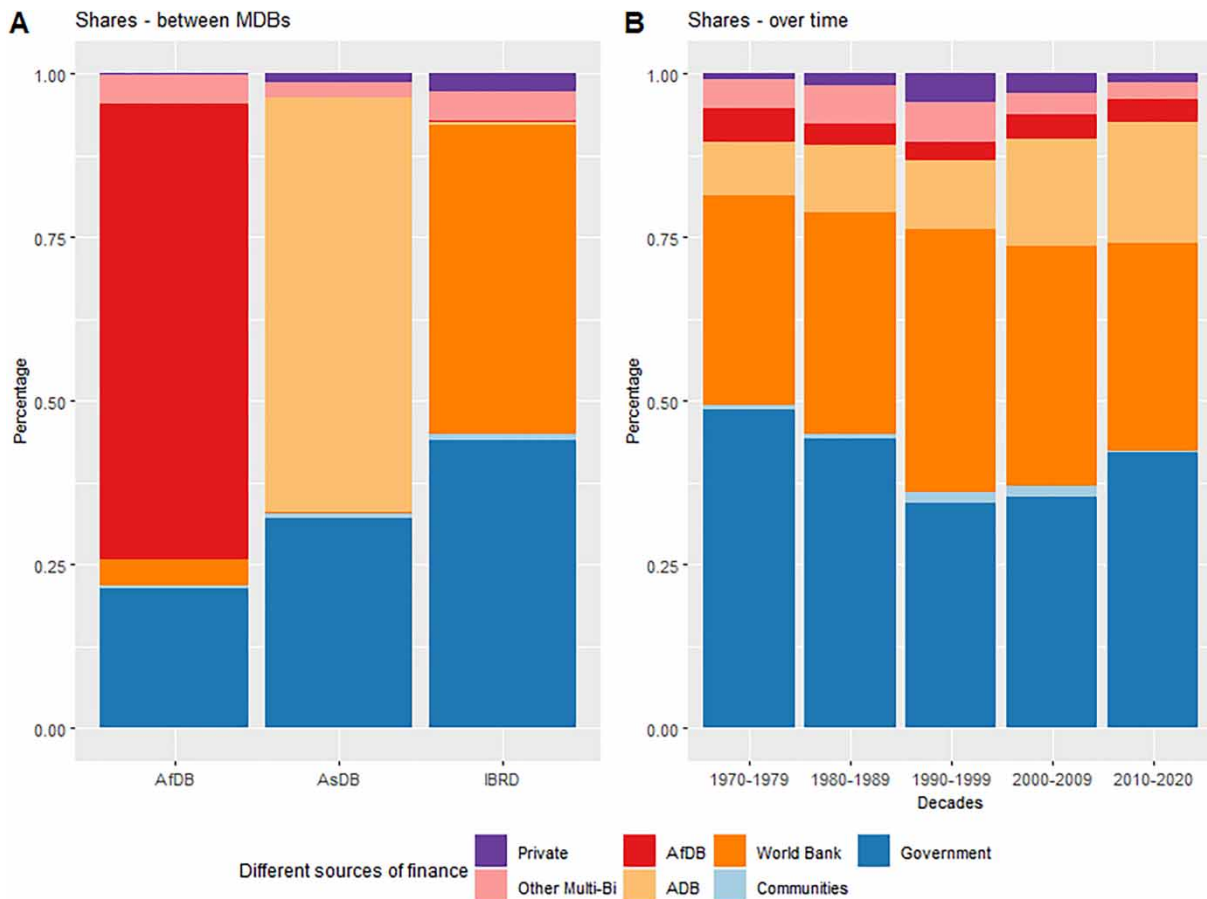 A
Shares - between MDBs
Percentage
1.00
0.75
0.50
0.25
0.00
AfDB
AsDB
IBRD
B
Shares - over time
Percentage
1.00
0.75
0.50
0.25
0.00
1970-1979
1980-1989
1990-1999
2000-2009
2010-2020
Decades
Different sources of finance
Private
AfDB
World Bank
Government
Other Multi-Bi
ADB
Communities